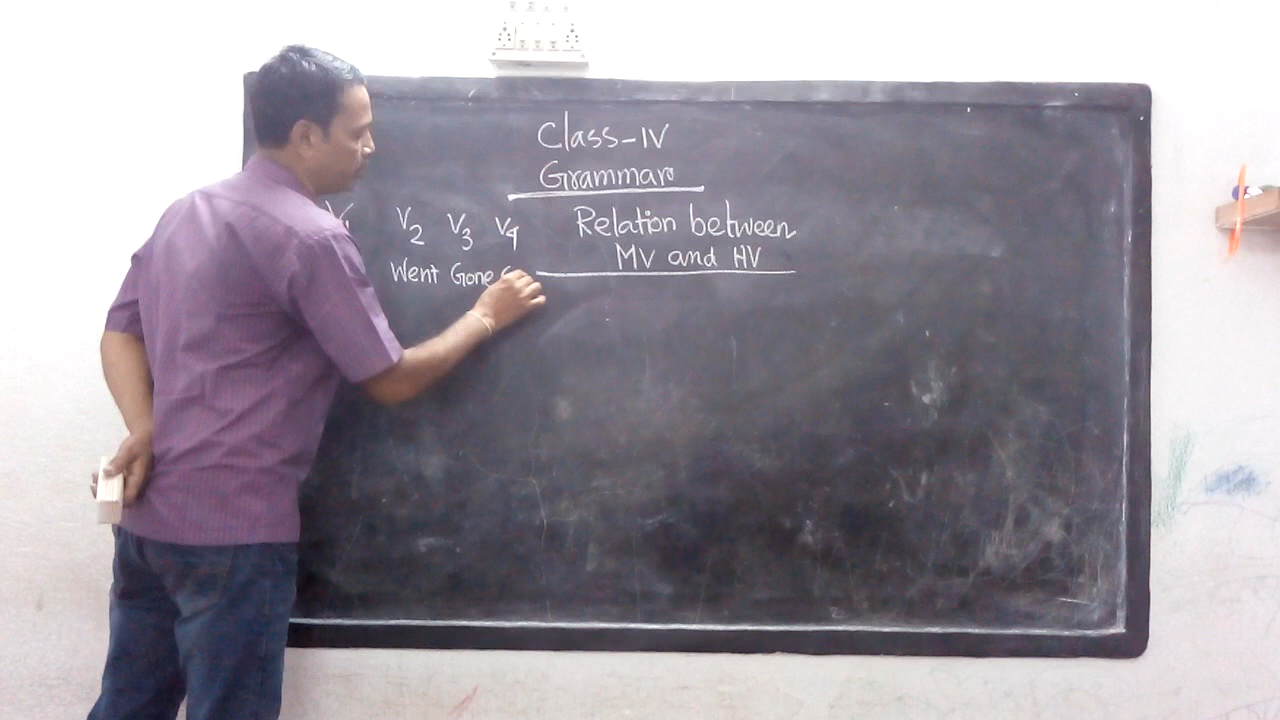 Class-IV
Grammar
V2 V3 V4
Relation between
MV and HV
Went Gone